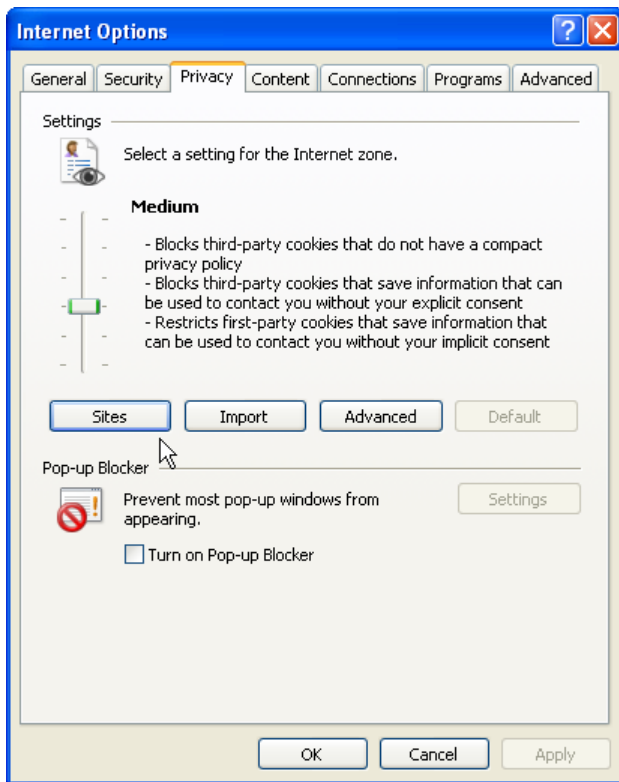 Internet Options
General Security Privacy Content Connections Programs Advanced
Settings
Select a setting for the Internet zone.
Medium
- Blocks third-party cookies that do not have a compact
privacy policy
- Blocks third-party cookies that save information that can
be used to contact you without your explicit consent
- Restricts first-party cookies that save information that
can be used to contact you without your implicit consent
Sites Import Advanced Default
Pop-up Blocker
Prevent most pop-up windows from Settings
appearing.
Turn on Pop-up Blocker
OK Cancel Apply